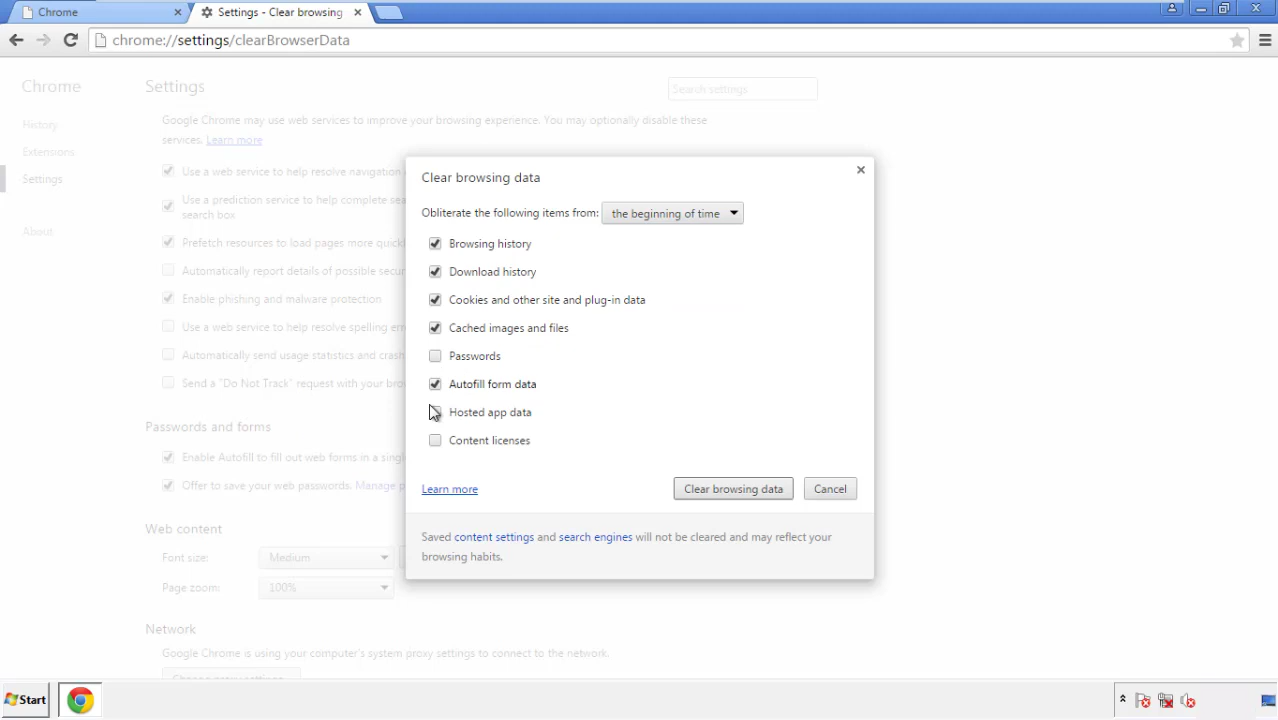 Chrome
Settings - Clear browsing
chrome://settings/clearBrowserData
Chrome
Settings
Search settings
History
Extensions
Settings
About
Google Chrome may use web services to improve your browsing experience. You may optionally disable these
services. Learn more
Use a web service to help resolve navigation
Use a prediction service to help complete
search box
Prefetch resources to load pages more
Automatically report details of possible
Enable phishing and malware protection
Use a web service to help resolve spelling
Automatically send usage statistics and
Send a "Do Not Track" request with your
Passwords and forms
Enable Autofill to fill out web forms in a
Offer to save your web passwords. Manage
Web content
Font size: Medium
Page zoom: 100%
Network
Google Chrome is using your computer's system proxy settings to connect to the network.
Clear browsing data
Obliterate the following items from: the beginning of time
Browsing history
Download history
Cookies and other site and plug-in data
Cached images and files
Passwords
Autofill form data
Hosted app data
Content licenses
Learn more
Clear browsing data
Cancel
Saved content settings and search engines will not be cleared and may reflect your
browsing habits.
Start